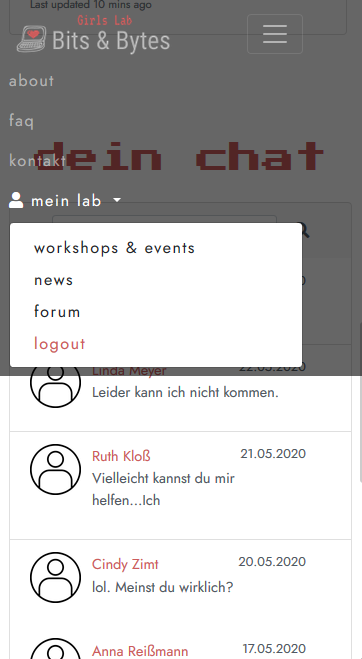 Last updated 10 mins ago
Girls Lab
Bits & Bytes
about
faq
kontakt
dein chat
mein lab
workshops & events
news
forum
logout
Linda Meyer
22.05.2020
Leider kann ich nicht kommen.
Ruth Kloß
21.05.2020
Vielleicht kannst du mir
helfen...Ich
Cindy Zimt
20.05.2020
lol. Meinst du wirklich?
Anna Reißmann
17.05.2020